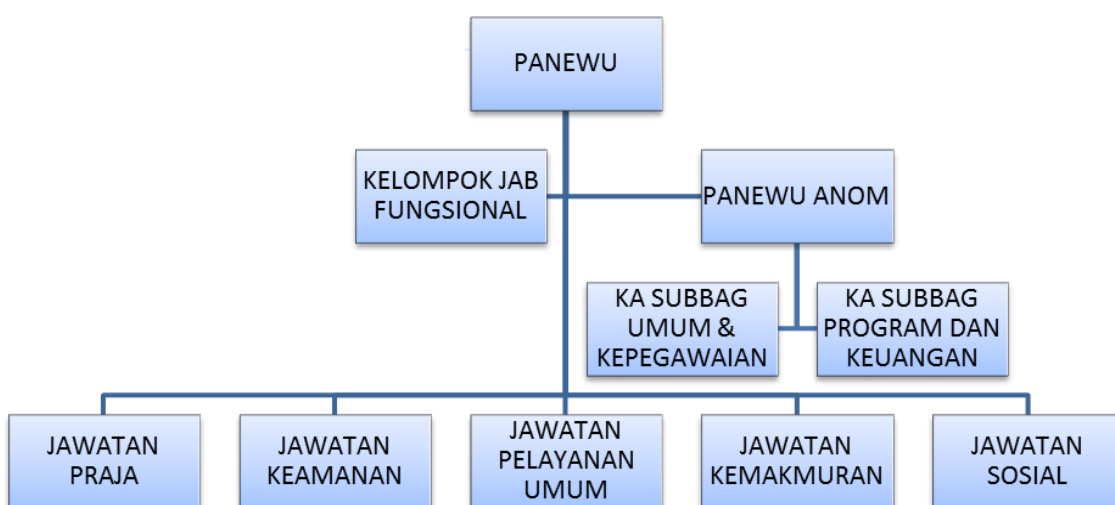 PANEWU
KELOMPOK JAB
FUNGSIONAL
PANEWU ANOM
KA SUBBAG
UMUM &
KEPEGAWAIAN
KA SUBBAG
PROGRAM DAN
KEUANGAN
JAWATAN
PRAJA
JAWATAN
KEAMANAN
JAWATAN
PELAYANAN
UMUM
JAWATAN
KEMAKMURAN
JAWATAN
SOSIAL